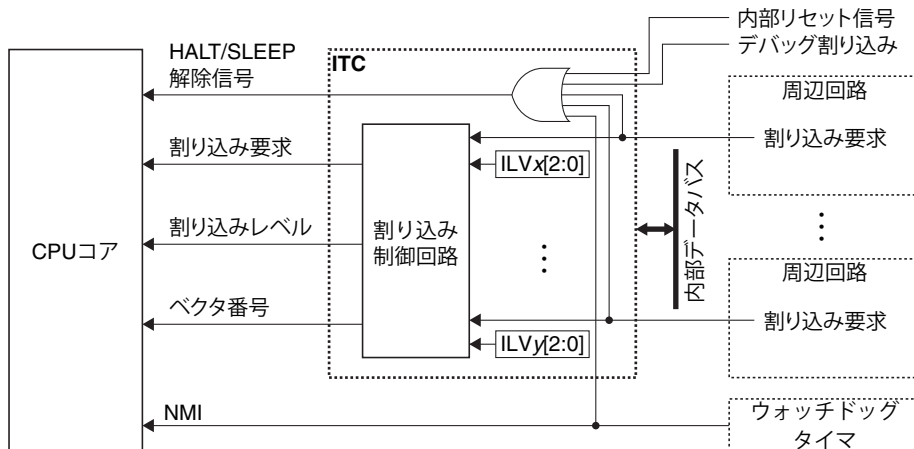 内部リセット信号
デバッグ割り込み
HALT/SLEEP
解除信号
ITC
周辺回路
割り込み要求
割り込み要求
ILVx[2:0]
内部データバス
割り込みレベル
割り込み
制御回路
CPUコア
⋮
⋮
周辺回路
ベクタ番号
割り込み要求
ILVy[2:0]
NMI
ウォッチドッグ
タイマ